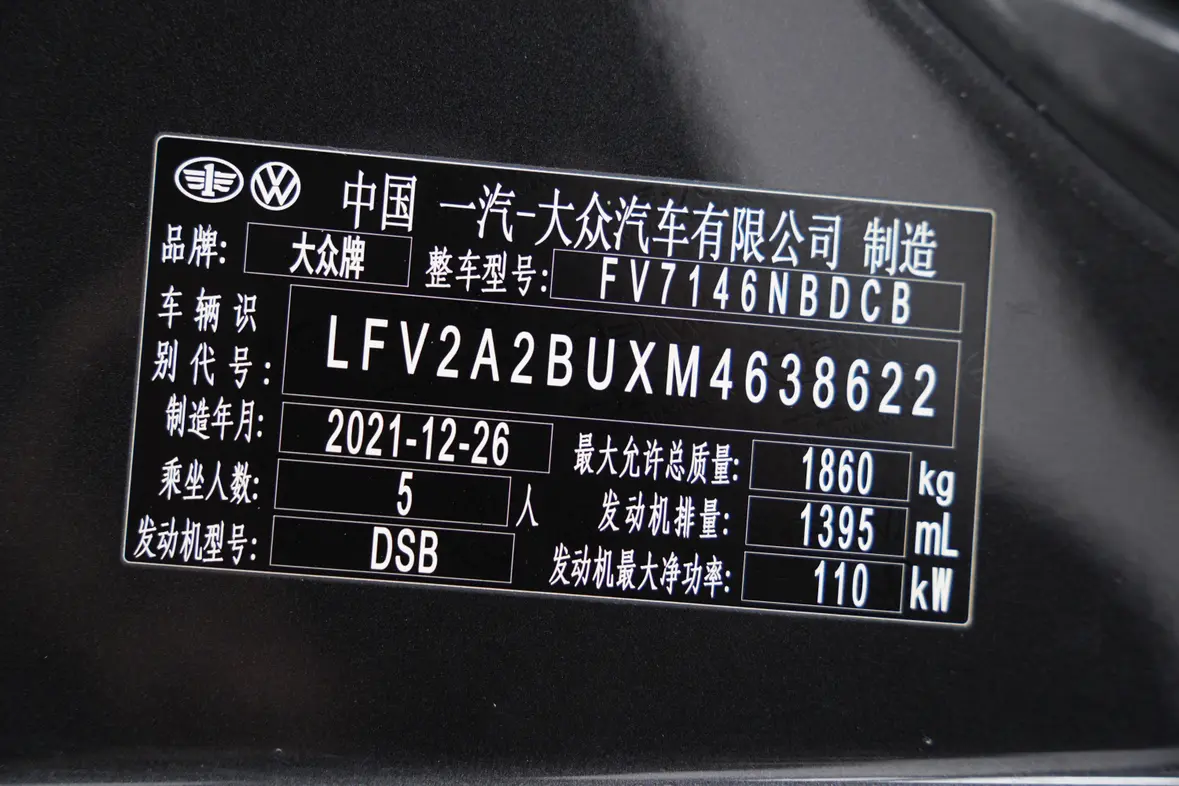 中国 一汽-大众汽车有限公司 制造
品牌: 大众牌 整车型号: FV7146NBDCB
车辆识别代号: LFV2A2BUXM4638622
制造年月: 2021-12-26 最大允许总质量: 1860 kg
乘坐人数: 5 人 发动机排量: 1395 mL
发动机型号: DSB 发动机最大净功率: 110 kW